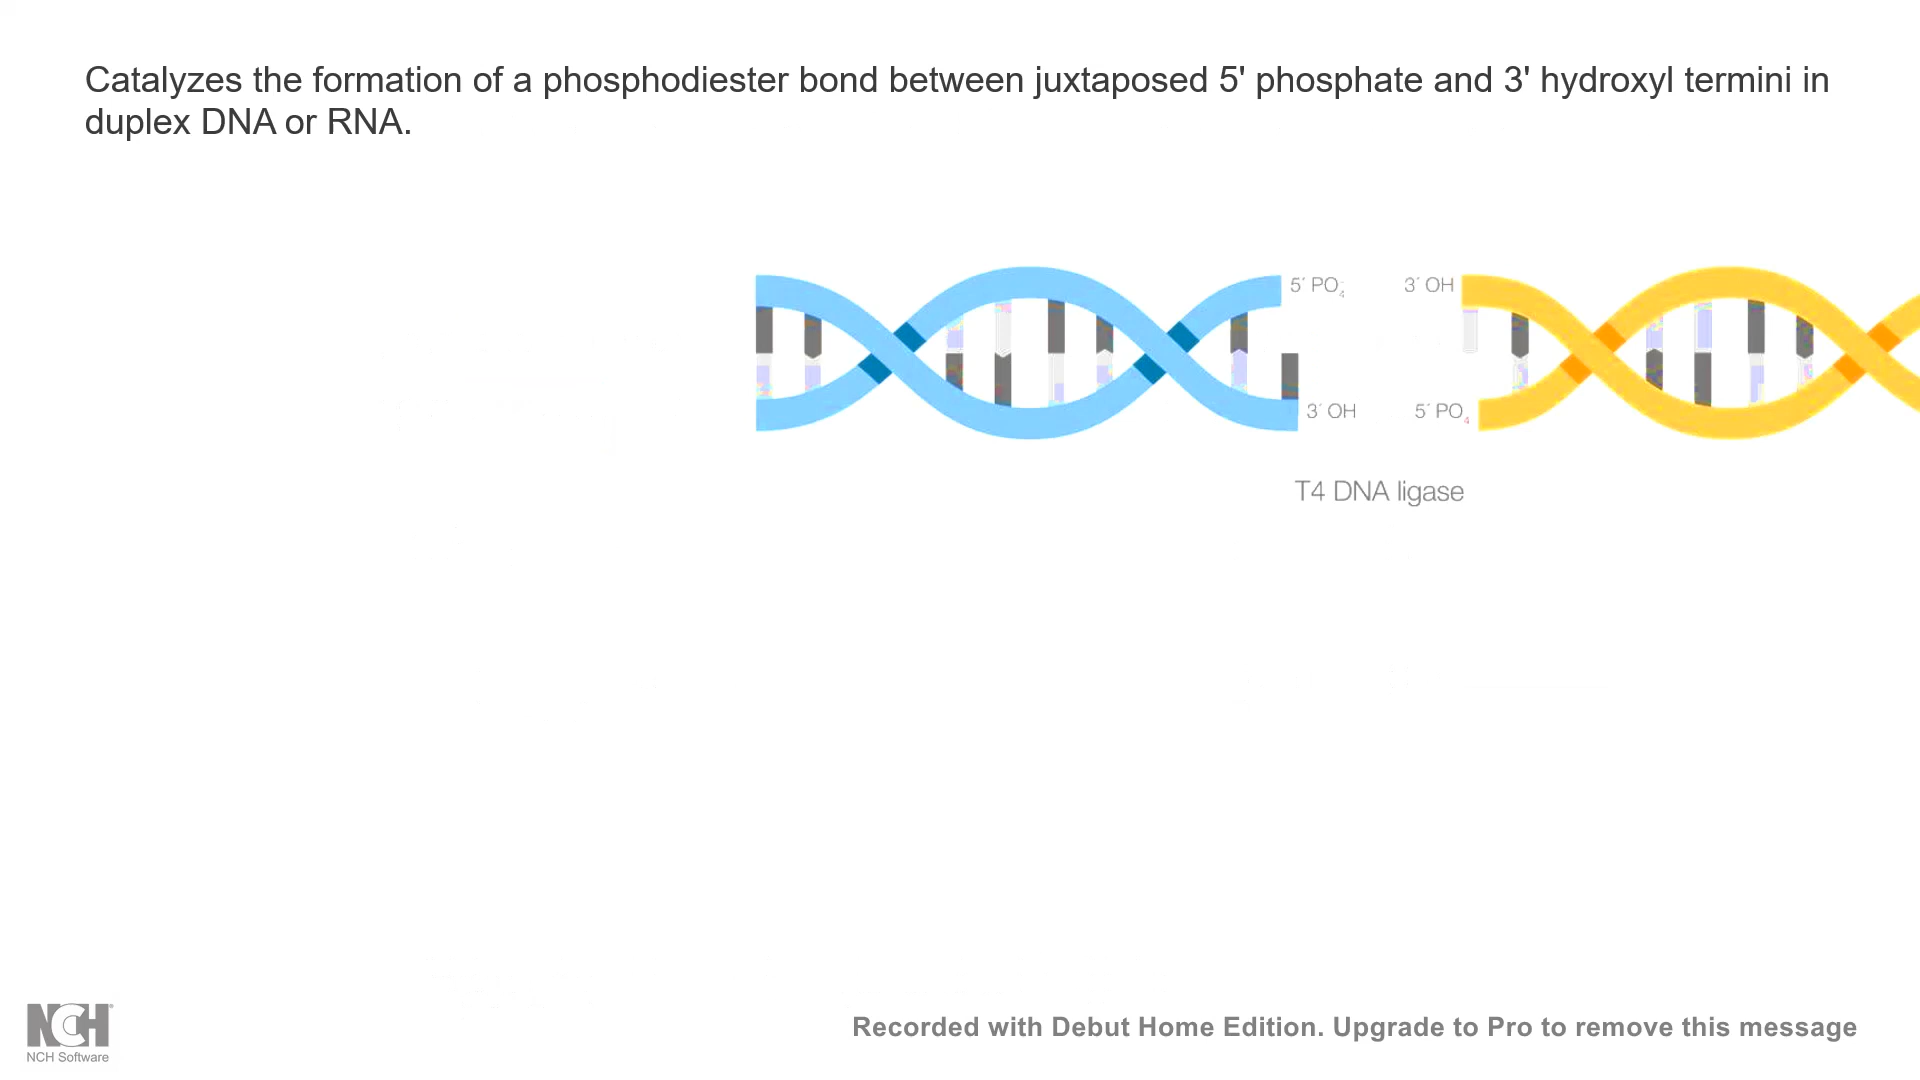 Catalyzes the formation of a phosphodiester bond between juxtaposed 5' phosphate and 3' hydroxyl termini in
duplex DNA or RNA.
5´ PO4 3´ OH
3´ OH 5´ PO4
T4 DNA ligase
NCH
NCH Software
Recorded with Debut Home Edition. Upgrade to Pro to remove this message